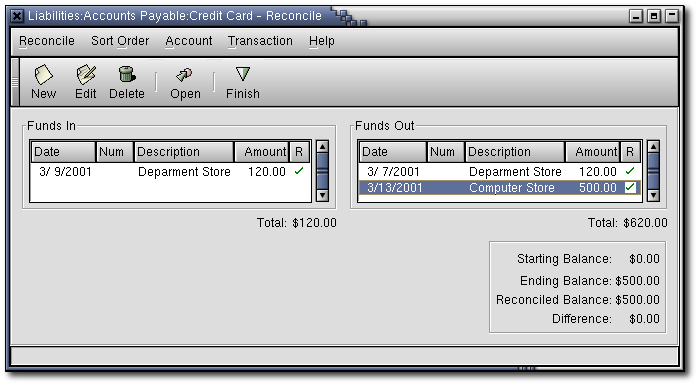 Liabilities:Accounts Payable:Credit Card - Reconcile
Reconcile Sort Order Account Transaction Help
New Edit Delete Open Finish
Funds In
Date Num Description Amount R
3/ 9/2001 Deparment Store 120.00 ✓
Total: $120.00
Funds Out
Date Num Description Amount R
3/ 7/2001 Deparment Store 120.00 ✓
3/13/2001 Computer Store 500.00 ✓
Total: $620.00
Starting Balance: $0.00
Ending Balance: $500.00
Reconciled Balance: $500.00
Difference: $0.00